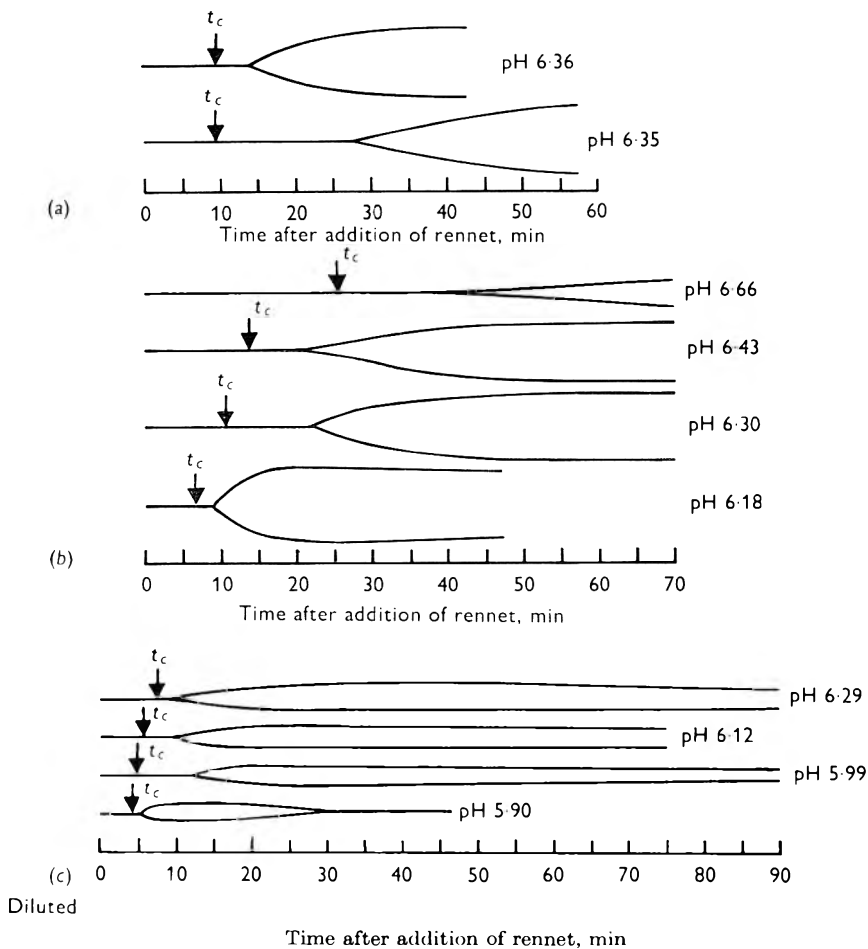 t_c
pH 6·36
t_c
pH 6·35
(a)
0 10 20 30 40 50 60
Time after addition of rennet, min
t_c
pH 6·66
t_c
pH 6·43
t_c
pH 6·30
t_c
pH 6·18
(b)
0 10 20 30 40 50 60 70
Time after addition of rennet, min
t_c
pH 6·29
t_c
pH 6·12
t_c
pH 5·99
t_c
pH 5·90
(c) 0 10 20 30 40 50 60 70 80 90
Diluted
Time after addition of rennet, min